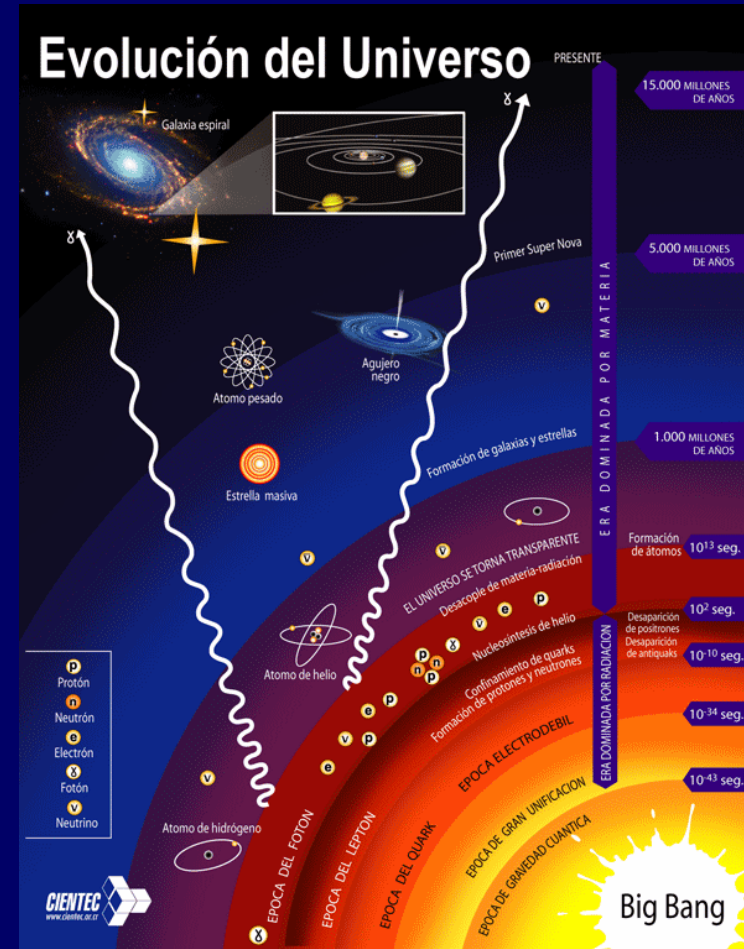 Evolución del Universo
PRESENTE
15.000 MILLONES
DE AÑOS
Galaxia espiral
ɣ
ɣ
Primer Super Nova
5.000 MILLONES
DE AÑOS
ν
Agujero
negro
Atomo pesado
ERA DOMINADA POR MATERIA
Formación de galaxias y estrellas
1.000 MILLONES
DE AÑOS
Estrella masiva
Formación
de átomos
10¹³ seg.
EL UNIVERSO SE TORNA TRANSPARENTE
Desacople de materia-radiación
ν̄
ν̄
10² seg.
Desaparición
de positrones
Desaparición
de antiquaks
10⁻¹⁰ seg.
Nucleosíntesis de helio
Confinamiento de quarks
Formación de protones y neutrones
p
e
ν̄
ɣ
p
n
n
p
p
e
p
ν
e
Atomo de helio
p
Protón
n
Neutrón
e
Electrón
ɣ
Fotón
ν
Neutrino
10⁻³⁴ seg.
ERA DOMINADA POR RADIACION
10⁻⁴³ seg.
ν
Atomo de hidrógeno
EPOCA DEL FOTON
EPOCA DEL LEPTON
EPOCA DEL QUARK
EPOCA ELECTRODEBIL
EPOCA DE GRAN UNIFICACION
EPOCA DE GRAVEDAD CUANTICA
Big Bang
ɣ
CIENTEC
www.cientec.or.cr